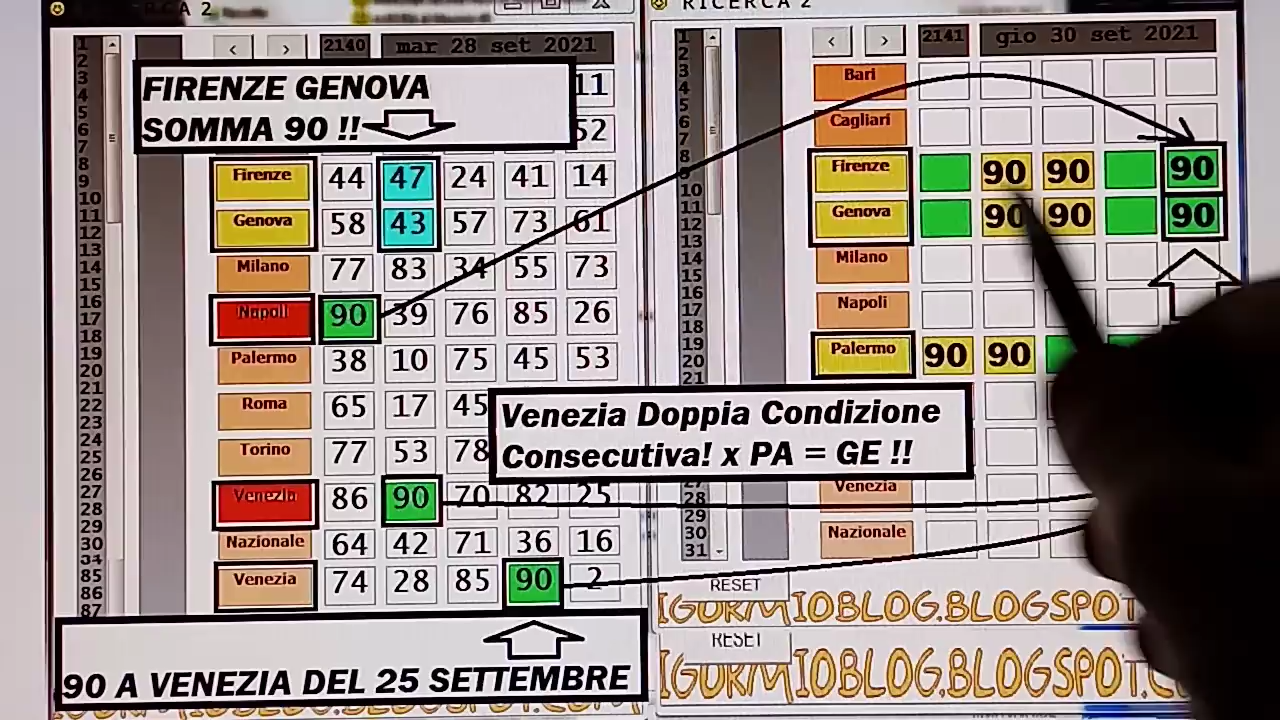 RICERCA 2
2140 mar 28 set 2021
FIRENZE GENOVA
SOMMA 90 !!
11
52
Firenze 44 47 24 41 14
Genova 58 43 57 73 61
Milano 77 83 34 55 73
Napoli 90 39 76 85 26
Palermo 38 10 75 45 53
Roma 65 17 45
Torino 77 53 78
Venezia 86 90 70 82 25
Nazionale 64 42 71 36 16
Venezia 74 28 85 90 2
90 A VENEZIA DEL 25 SETTEMBRE
RICERCA 2
2141 gio 30 set 2021
Bari
Cagliari
Firenze 90 90 90
Genova 90 90 90
Milano
Napoli
Palermo 90 90
Venezia Doppia Condizione
Consecutiva! x PA = GE !!
Venezia
Nazionale
RESET
IGORMIOBLOG.BLOGSPOT
RESET
IGORMIOBLOG.BLOGSPOT.C